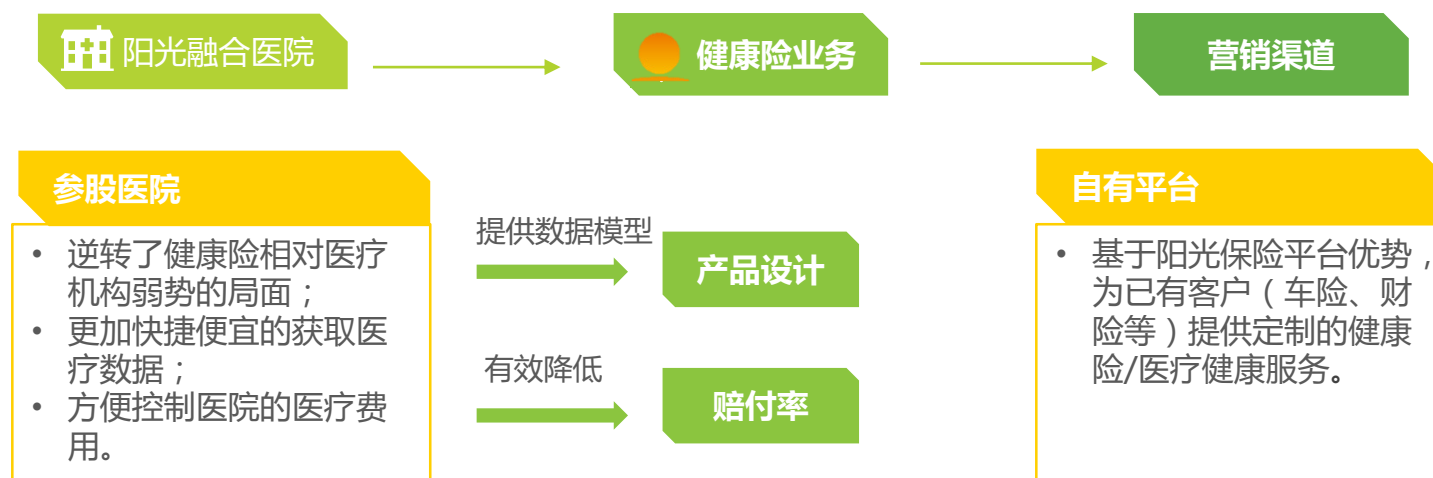 阳光融合医院
健康险业务
营销渠道
参股医院
• 逆转了健康险相对医疗
机构弱势的局面；
• 更加快捷便宜的获取医
疗数据；
• 方便控制医院的医疗费
用。
提供数据模型
产品设计
有效降低
赔付率
自有平台
• 基于阳光保险平台优势，
为已有客户（车险、财
险等）提供定制的健康
险/医疗健康服务。